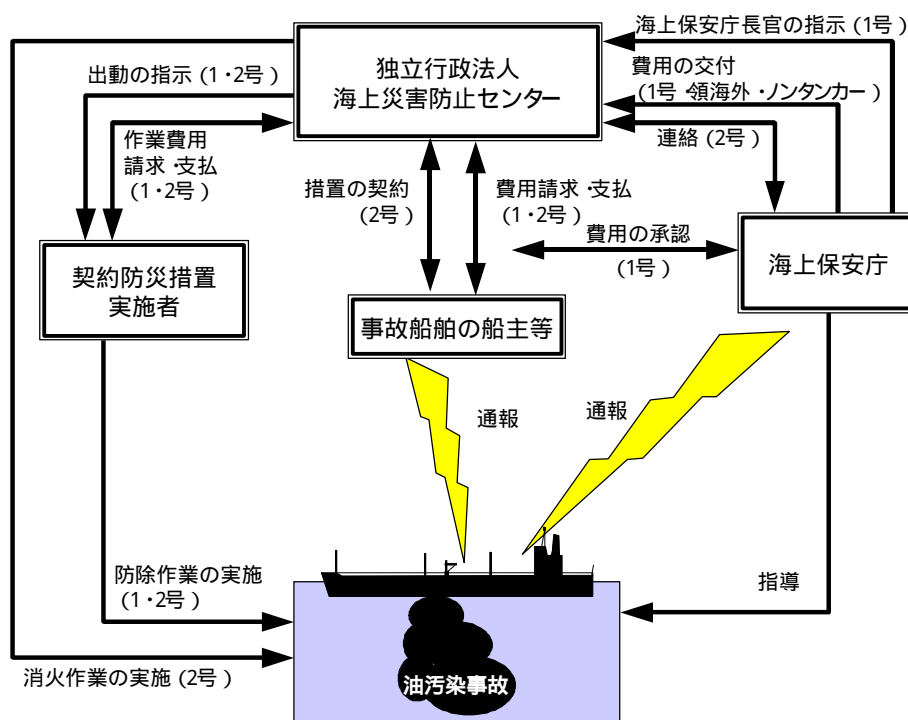 海上保安庁長官の指示 (1号)
独立行政法人
海上災害防止センター
出動の指示 (1・2号)
費用の交付
(1号・領海外・ノンタンカー)
作業費用
請求・支払
(1・2号)
連絡 (2号)
措置の契約
(2号)
費用請求・支払
(1・2号)
費用の承認
(1号)
契約防災措置
実施者
海上保安庁
事故船舶の船主等
通報
通報
防除作業の実施
(1・2号)
指導
消火作業の実施 (2号)
油汚染事故